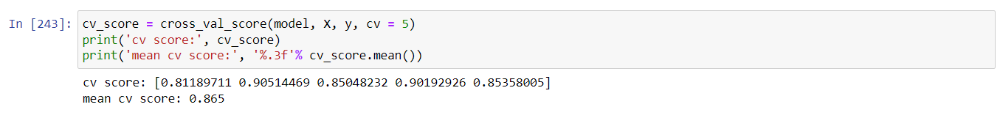 In [243]: cv_score = cross_val_score(model, X, y, cv = 5)
print('cv score:', cv_score)
print('mean cv score:', '%.3f'% cv_score.mean())
cv score: [0.81189711 0.90514469 0.85048232 0.90192926 0.85358005]
mean cv score: 0.865